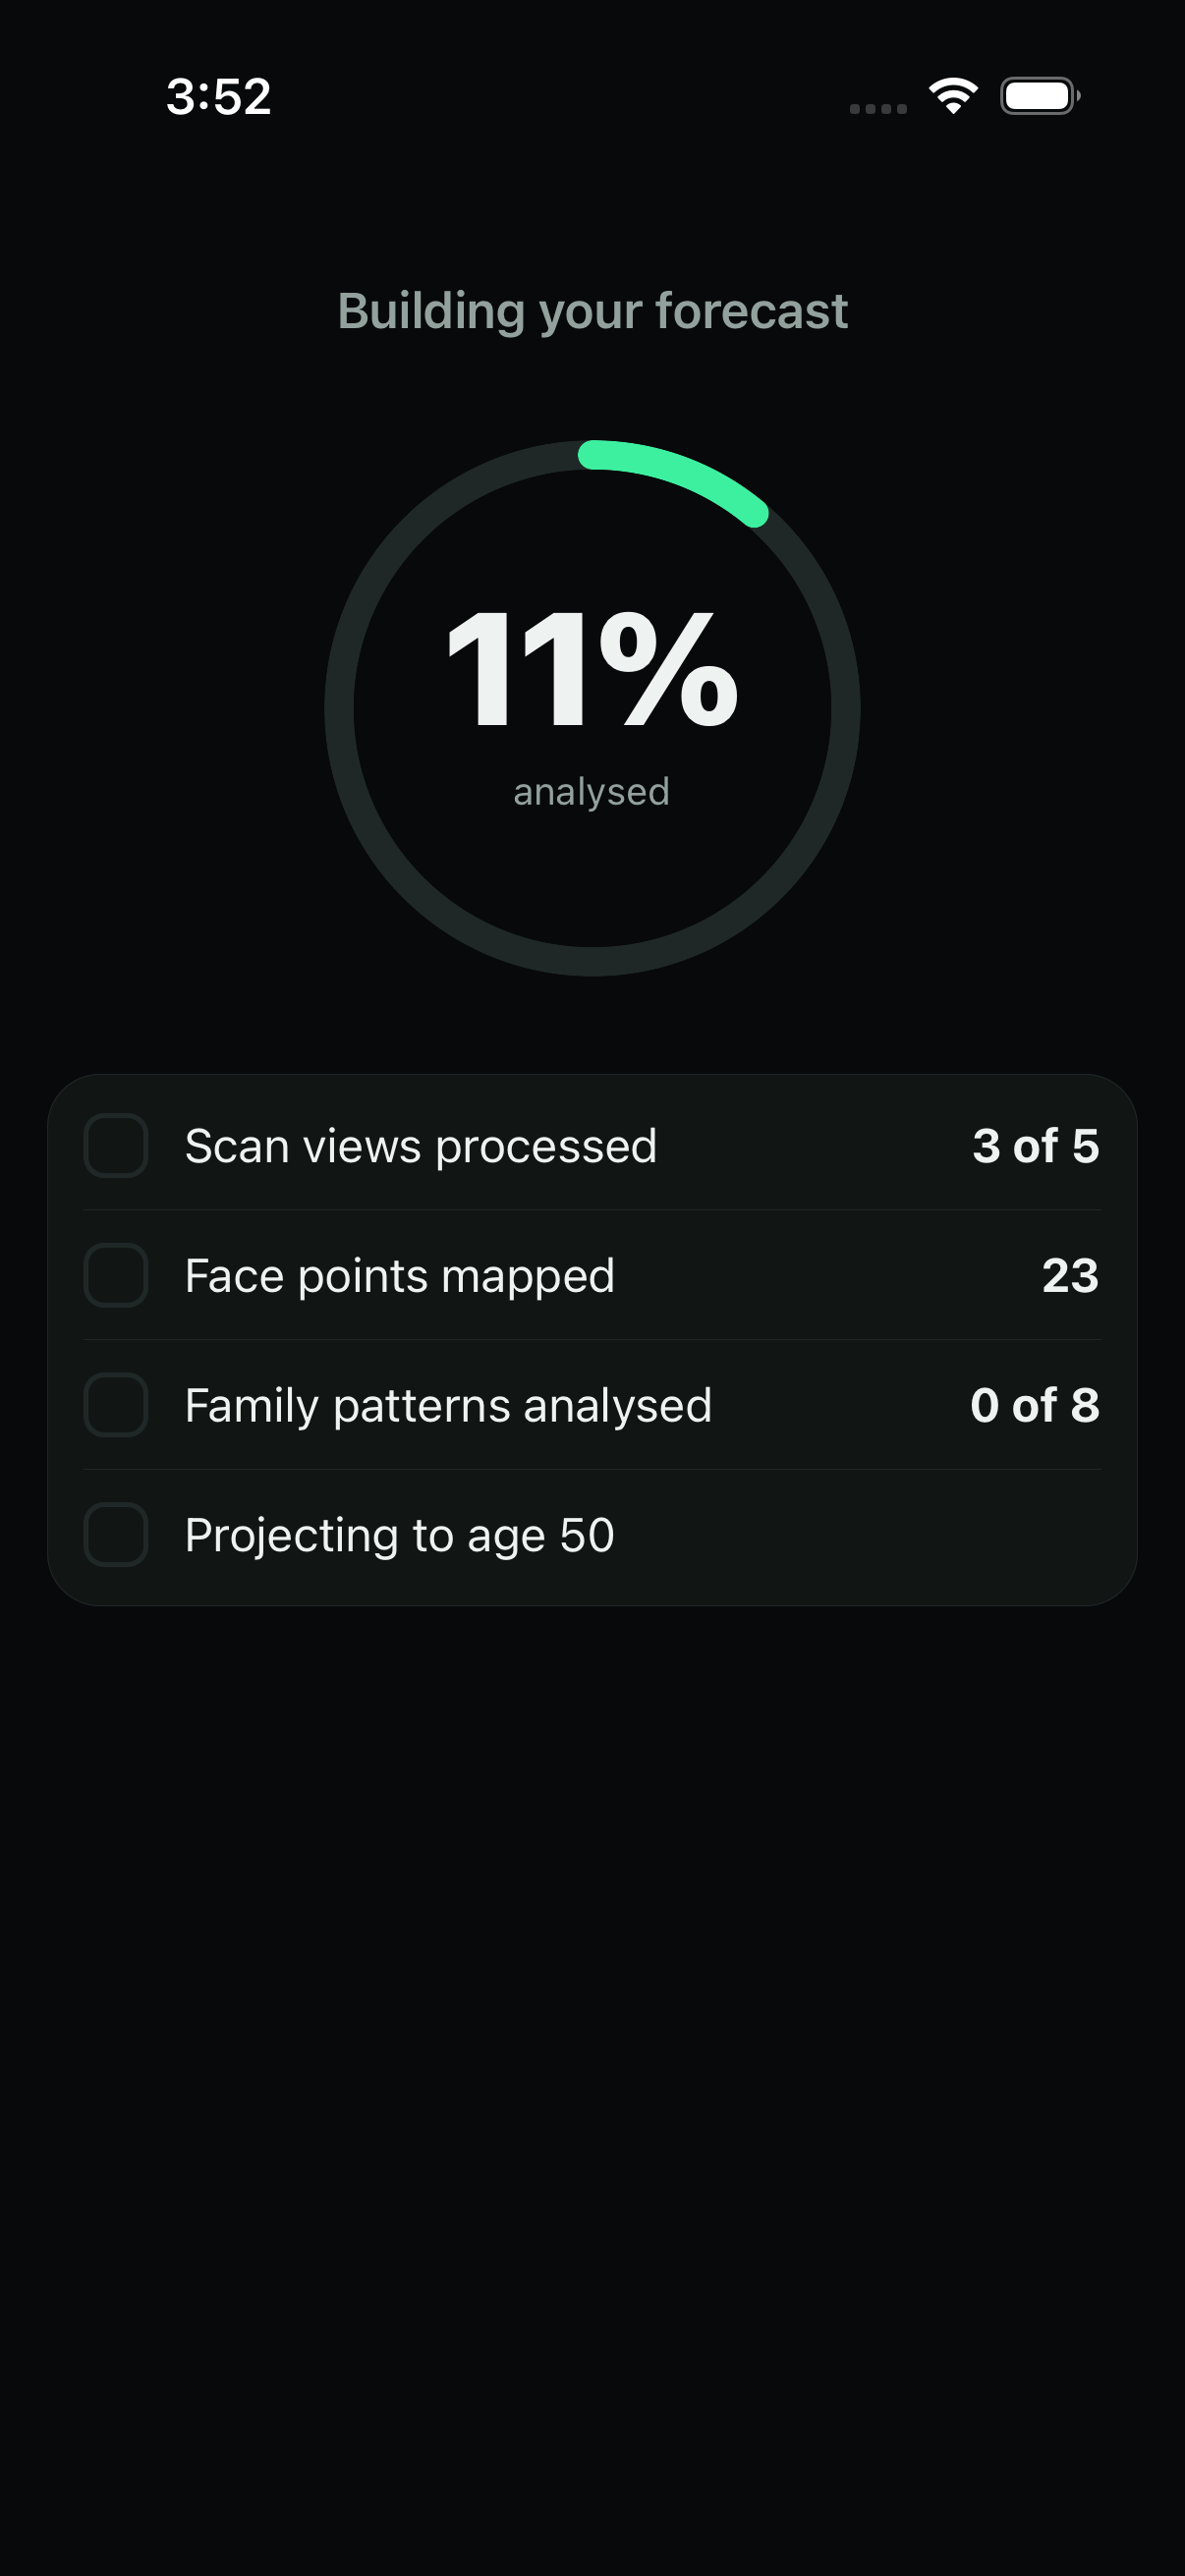 3:52
Building your forecast
11%
analysed
Scan views processed 3 of 5
Face points mapped 23
Family patterns analysed 0 of 8
Projecting to age 50